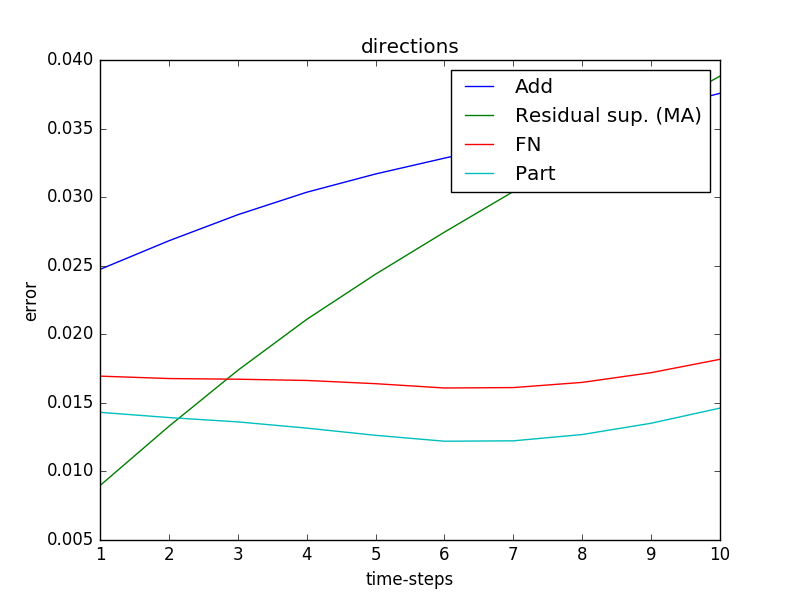 directions
0.040
0.035
0.030
0.025
0.020
0.015
0.010
0.005
error
Add
Residual sup. (MA)
FN
Part
1 2 3 4 5 6 7 8 9 10
time-steps